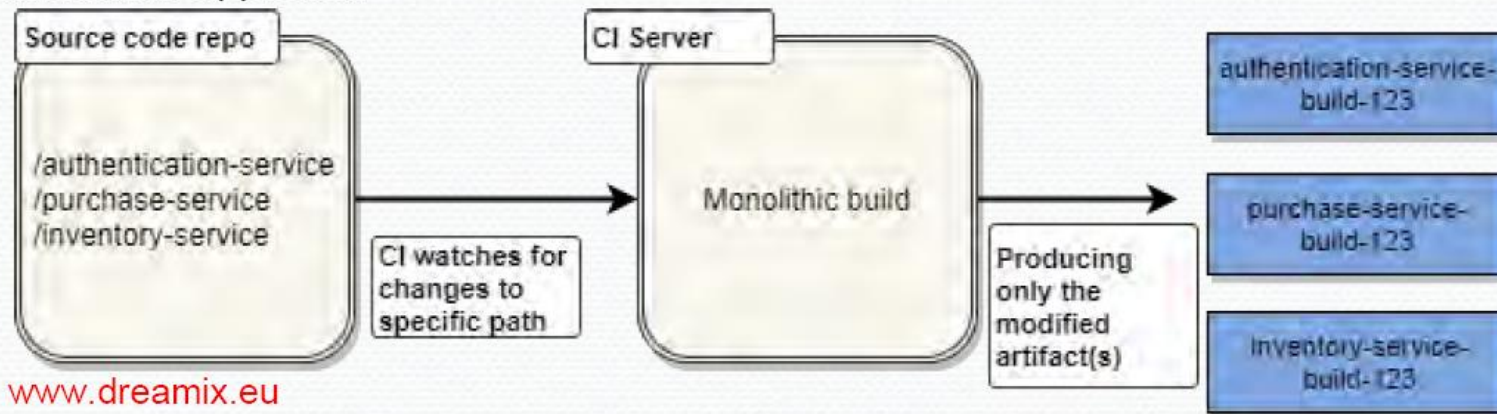 Source code repo
/authentication-service
/purchase-service
/inventory-service
CI watches for
changes to
specific path
CI Server
Monolithic build
Producing
only the
modified
artifact(s)
authentication-service-
build-123
purchase-service-
build-123
inventory-service-
build-123
www.dreamix.eu